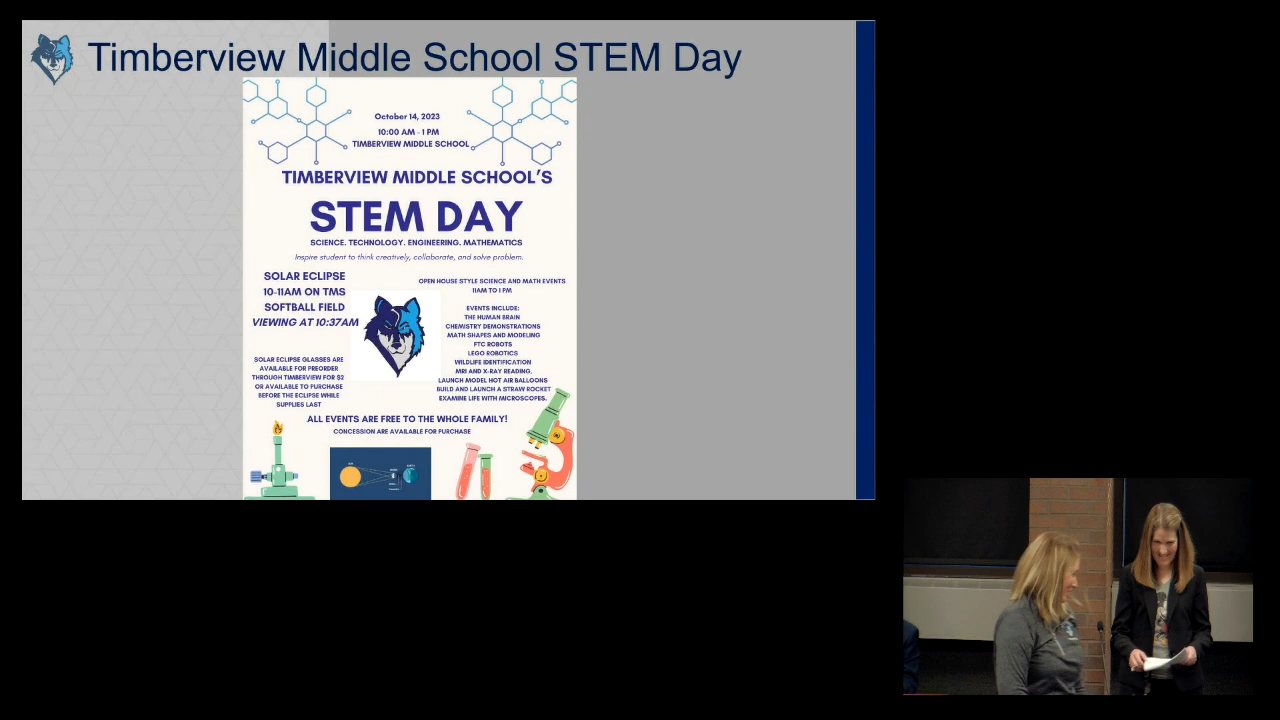 Timberview Middle School STEM Day
October 14, 2023
10:00 AM - 1 PM
TIMBERVIEW MIDDLE SCHOOL
TIMBERVIEW MIDDLE SCHOOL'S
STEM DAY
SCIENCE. TECHNOLOGY. ENGINEERING. MATHEMATICS
Inspire student to think creatively, collaborate, and solve problem.
SOLAR ECLIPSE
10-11AM ON TMS
SOFTBALL FIELD
VIEWING AT 10:37AM
SOLAR ECLIPSE GLASSES ARE
AVAILABLE FOR PREORDER
THROUGH TIMBERVIEW FOR $2
OR AVAILABLE TO PURCHASE
BEFORE THE ECLIPSE WHILE
SUPPLIES LAST
OPEN HOUSE STYLE SCIENCE AND MATH EVENTS
11AM TO 1 PM
EVENTS INCLUDE:
THE HUMAN BRAIN
CHEMISTRY DEMONSTRATIONS
MATH SHAPES AND MODELING
FTC ROBOTS
LEGO ROBOTICS
WILDLIFE IDENTIFICATION
MRI AND X-RAY READING,
LAUNCH MODEL HOT AIR BALLOONS
BUILD AND LAUNCH A STRAW ROCKET
EXAMINE LIFE WITH MICROSCOPES.
ALL EVENTS ARE FREE TO THE WHOLE FAMILY!
CONCESSION ARE AVAILABLE FOR PURCHASE